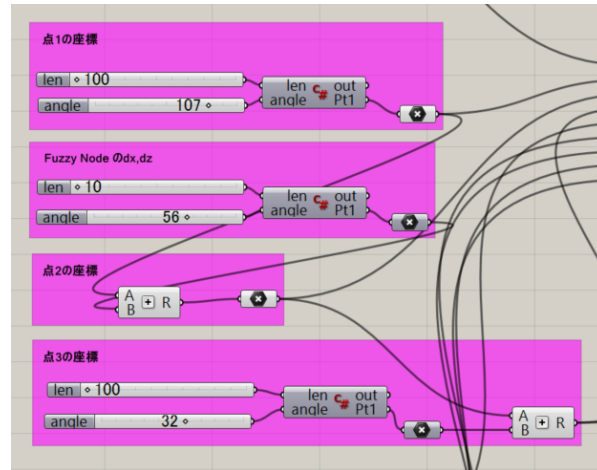 点1の座標
len 100
angle 107
len out
angle C# Pt1
Fuzzy Node のdx,dz
len 10
angle 56
len out
angle C# Pt1
点2の座標
A
B + R
点3の座標
len 100
angle 32
len out
angle C# Pt1
A
B + R